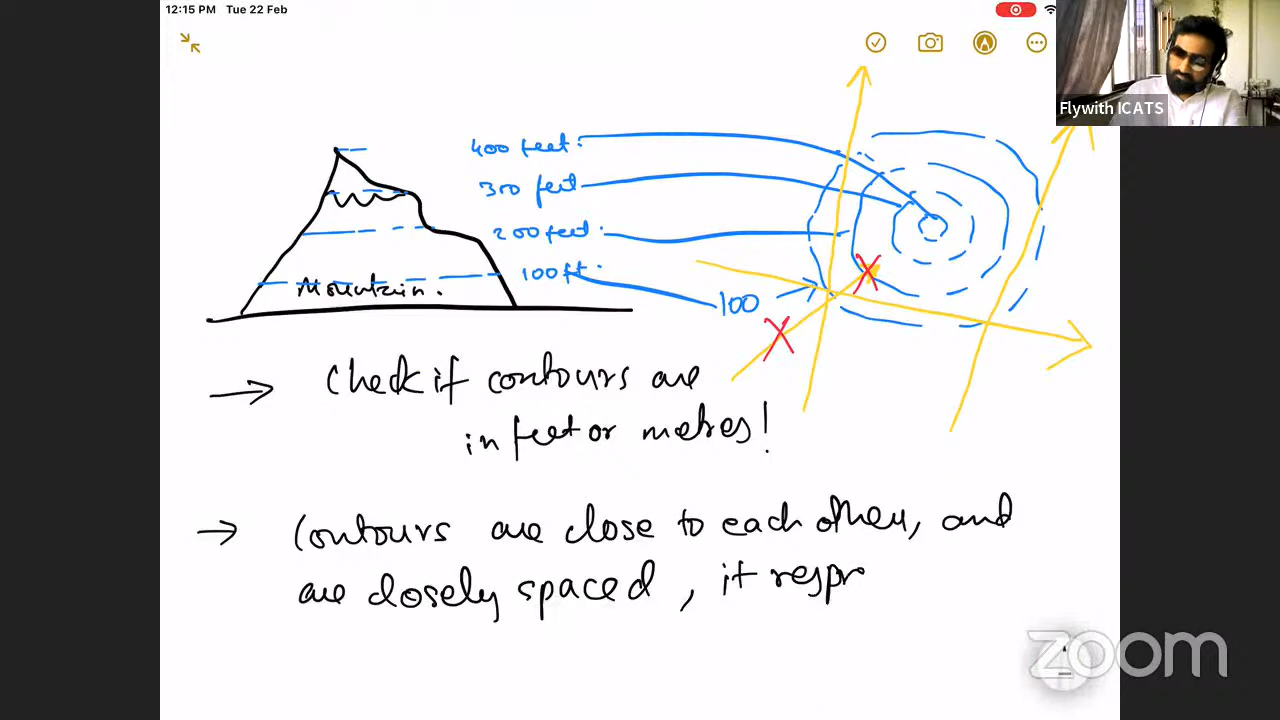 12:15 PM Tue 22 Feb
Flywith ICATS
400 feet.
300 feet
200 feet.
100 ft.
Mountain.
100
Check if contours are
in feet or metres!
Contours are close to each other, and
are closely spaced, it respr
zoom